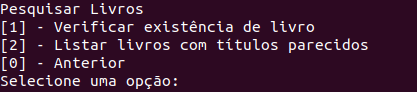 Pesquisar Livros
[1] - Verificar existência de livro
[2] - Listar livros com títulos parecidos
[0] - Anterior
Selecione uma opção: